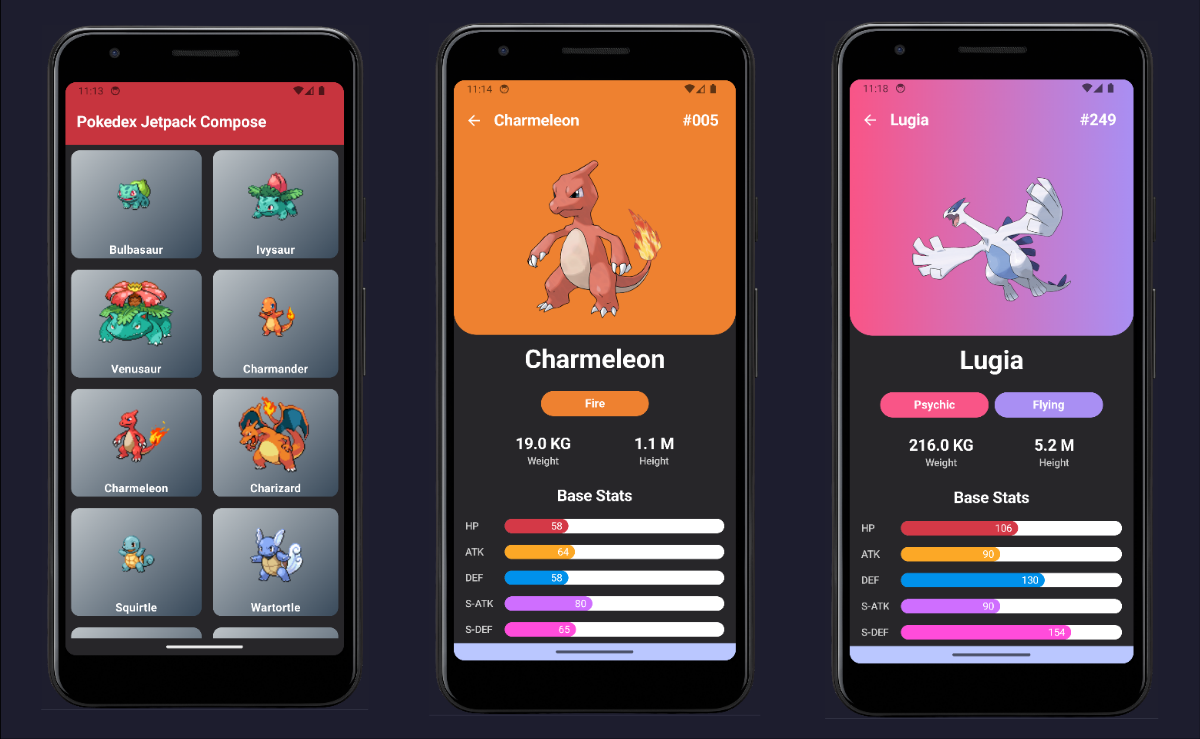 11:13
Pokedex Jetpack Compose
Bulbasaur Ivysaur
Venusaur Charmander
Charmeleon Charizard
Squirtle Wartortle
11:14
Charmeleon #005
Charmeleon
Fire
19.0 KG 1.1 M
Weight Height
Base Stats
HP 58
ATK 64
DEF 58
S-ATK 80
S-DEF 65
11:18
Lugia #249
Lugia
Psychic Flying
216.0 KG 5.2 M
Weight Height
Base Stats
HP 106
ATK 90
DEF 130
S-ATK 90
S-DEF 154